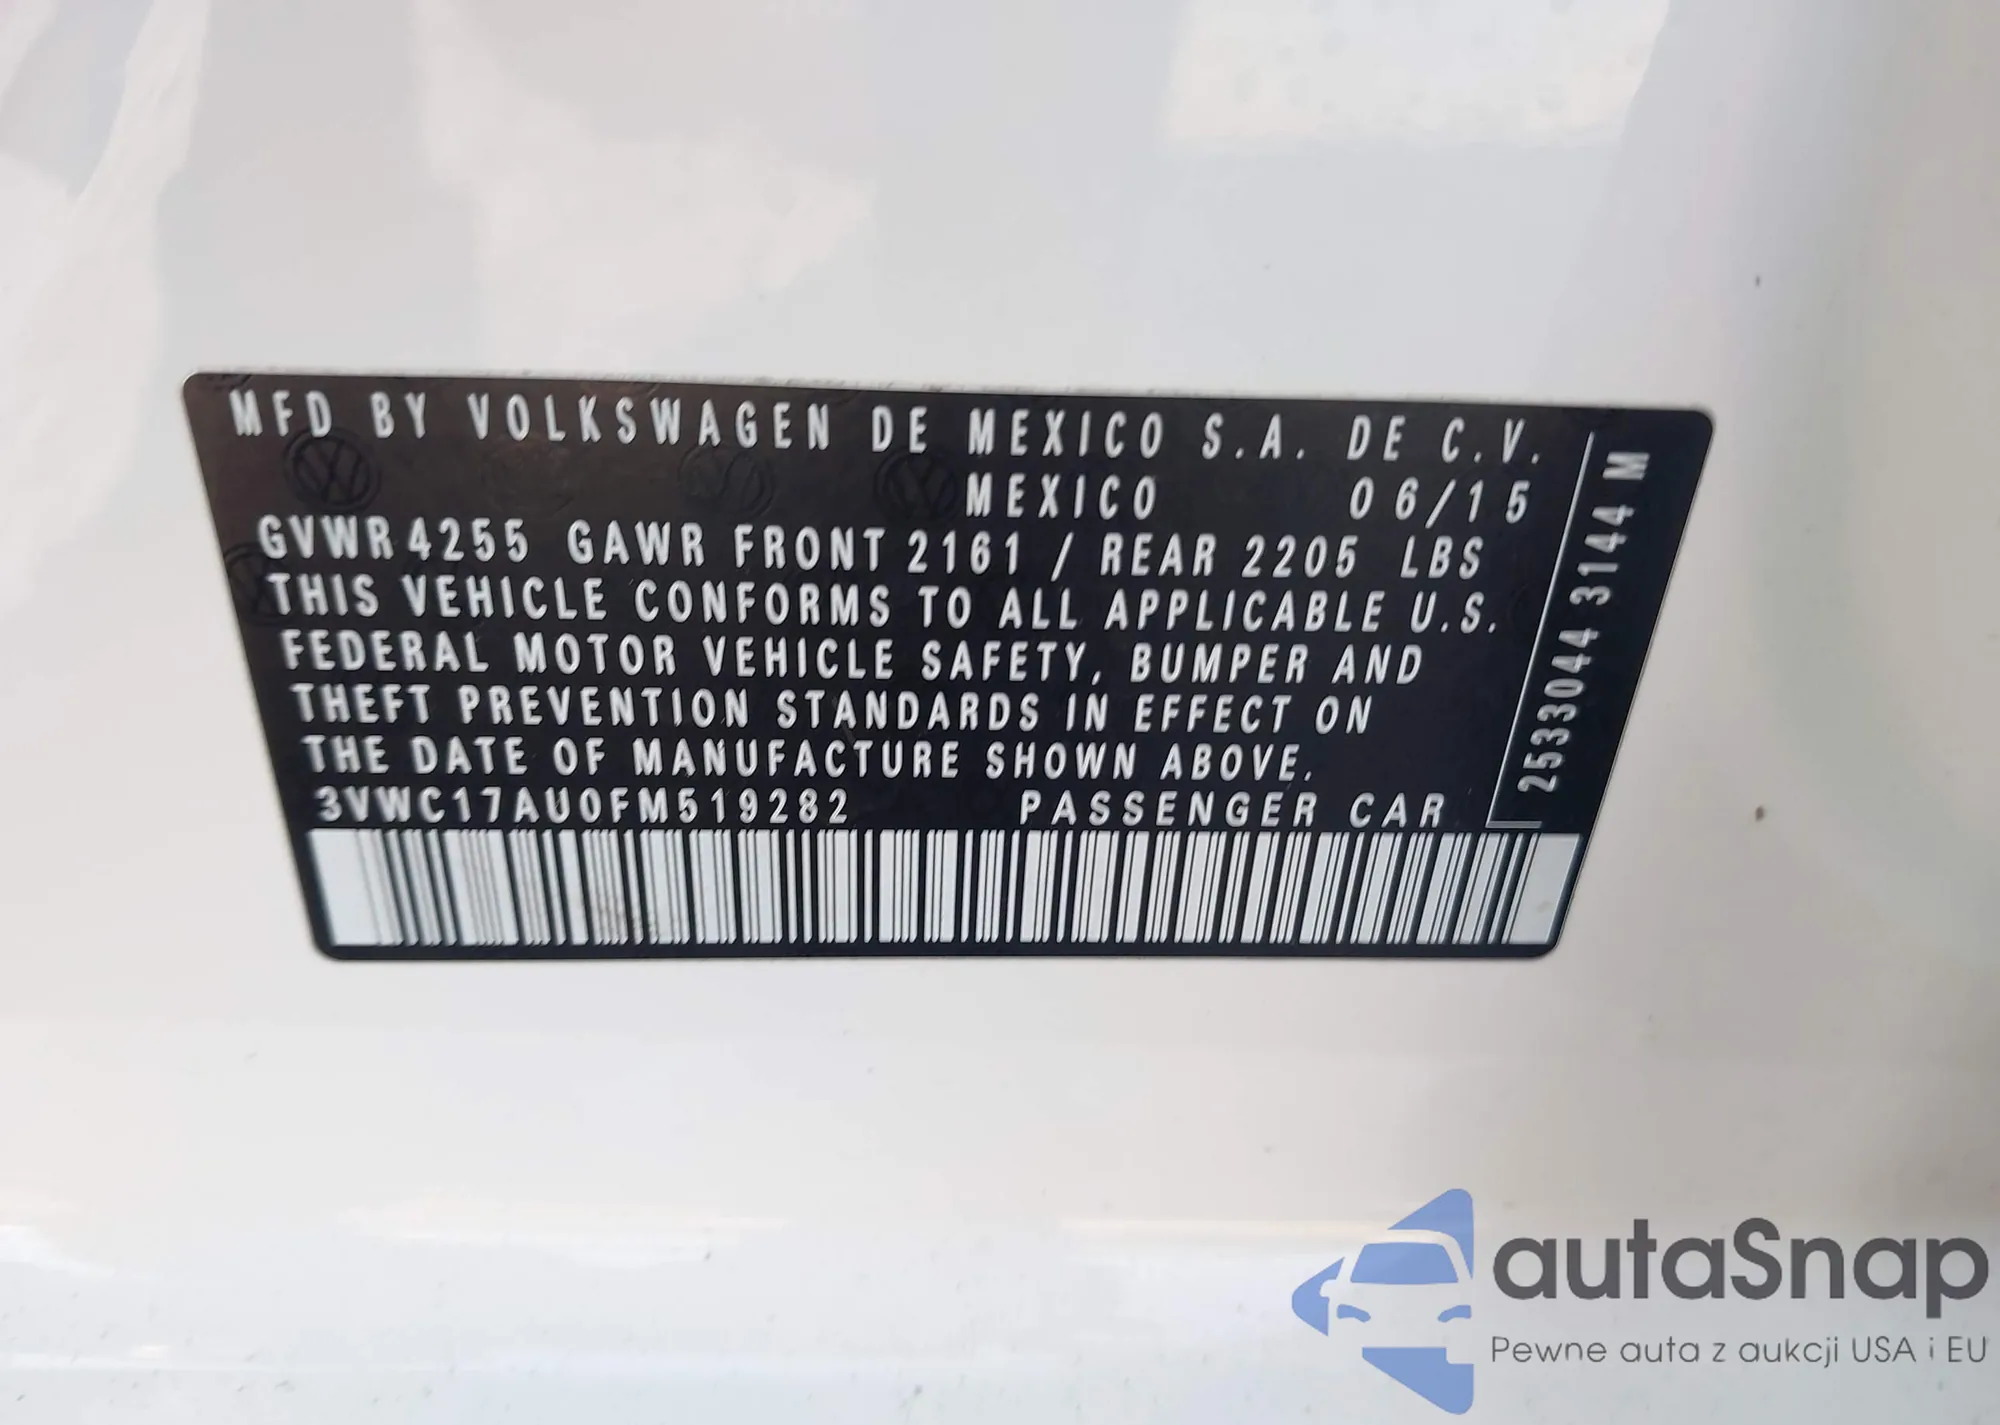 MFD BY VOLKSWAGEN DE MEXICO S.A. DE C.V.
MEXICO 06/15
GVWR 4255 GAWR FRONT 2161 / REAR 2205 LBS
THIS VEHICLE CONFORMS TO ALL APPLICABLE U.S.
FEDERAL MOTOR VEHICLE SAFETY, BUMPER AND
THEFT PREVENTION STANDARDS IN EFFECT ON
THE DATE OF MANUFACTURE SHOWN ABOVE.
3VWC17AU0FM519282 PASSENGER CAR
2533044 3144 M
autaSnap
Pewne auta z aukcji USA i EU